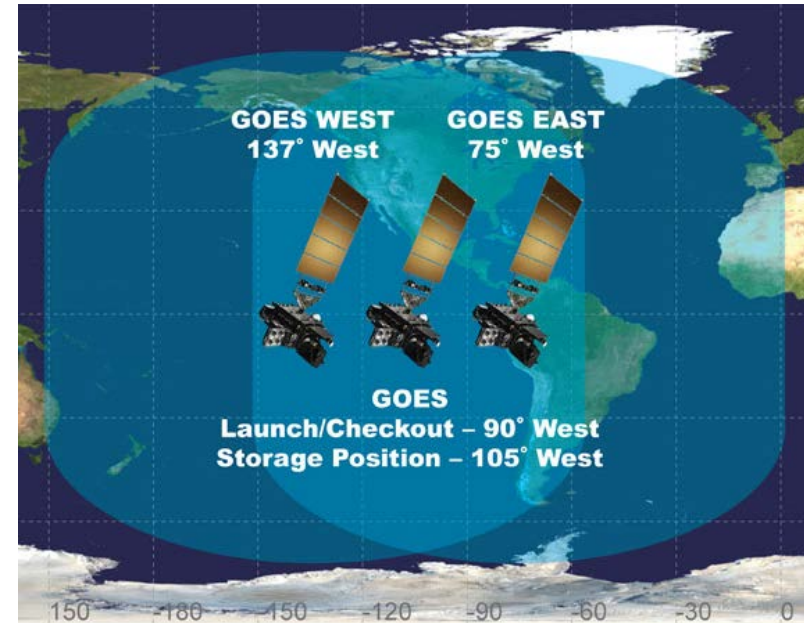 GOES WEST
137° West
GOES EAST
75° West
GOES
Launch/Checkout – 90° West
Storage Position – 105° West
150 -180 -150 -120 -90 -60 -30 0